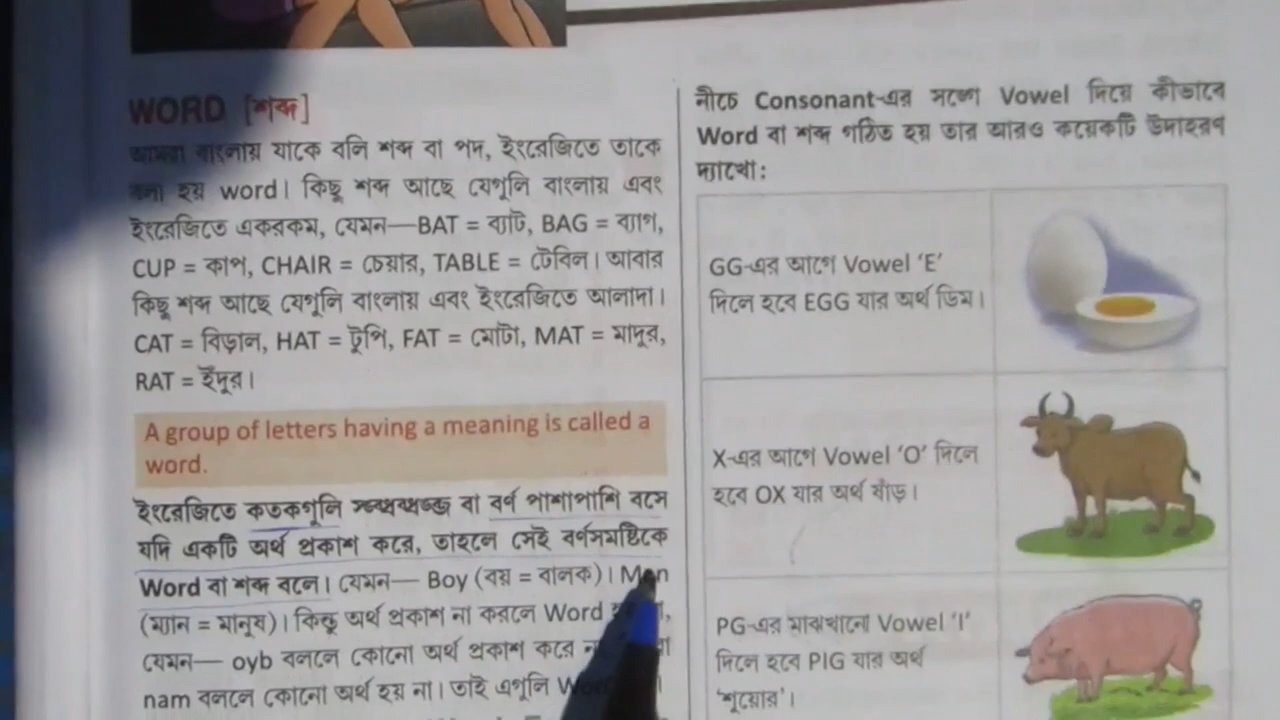 WORD [শব্দ]
আমরা বাংলায় যাকে বলি শব্দ বা পদ, ইংরেজিতে তাকে
বলা হয় word। কিছু শব্দ আছে যেগুলি বাংলায় এবং
ইংরেজিতে একরকম, যেমন—BAT = ব্যাট, BAG = ব্যাগ,
CUP = কাপ, CHAIR = চেয়ার, TABLE = টেবিল। আবার
কিছু শব্দ আছে যেগুলি বাংলায় এবং ইংরেজিতে আলাদা।
CAT = বিড়াল, HAT = টুপি, FAT = মোটা, MAT = মাদুর,
RAT = ইঁদুর।
A group of letters having a meaning is called a
word.
ইংরেজিতে কতকগুলি বা বর্ণ পাশাপাশি বসে
যদি একটি অর্থ প্রকাশ করে, তাহলে সেই বর্ণসমষ্টিকে
Word বা শব্দ বলে। যেমন— Boy (বয় = বালক)। Man
(ম্যান = মানুষ)। কিন্তু অর্থ প্রকাশ না করলে Word
যেমন— oyb বললে কোনো অর্থ প্রকাশ করে
nam বললে কোনো অর্থ হয় না। তাই এগুলি
নীচে Consonant-এর সঙ্গে Vowel দিয়ে কীভাবে
Word বা শব্দ গঠিত হয় তার আরও কয়েকটি উদাহরণ
দ্যাখো:
GG-এর আগে Vowel ‘E’
দিলে হবে EGG যার অর্থ ডিম।
X-এর আগে Vowel ‘O’ দিলে
হবে OX যার অর্থ ষাঁড়।
PG-এর মাঝখানে Vowel ‘I’
দিলে হবে PIG যার অর্থ
‘শূয়োর’।